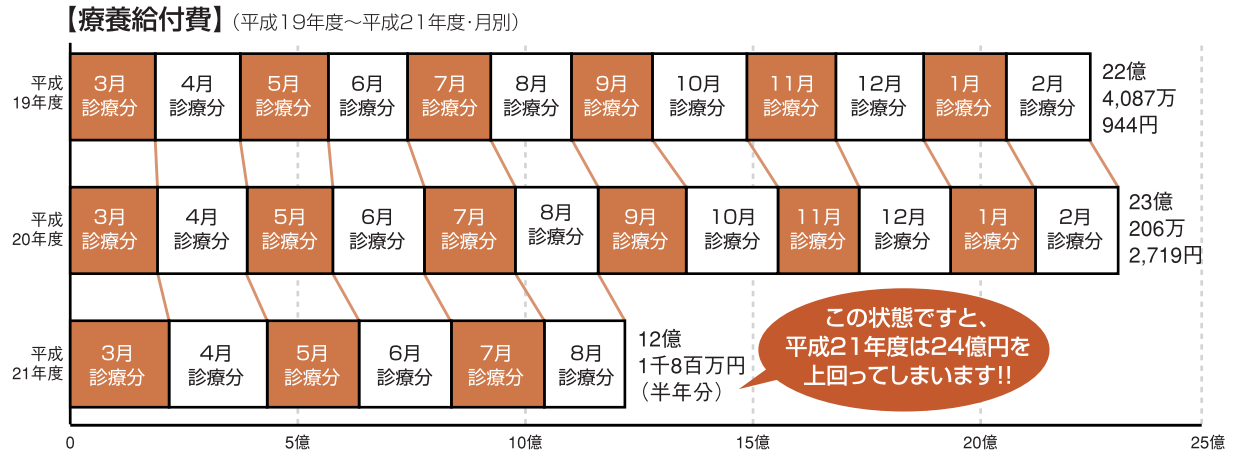 【療養給付費】（平成19年度〜平成21年度・月別）
平成
19年度
3月
診療分
4月
診療分
5月
診療分
6月
診療分
7月
診療分
8月
診療分
9月
診療分
10月
診療分
11月
診療分
12月
診療分
1月
診療分
2月
診療分
22億
4,087万
944円
平成
20年度
3月
診療分
4月
診療分
5月
診療分
6月
診療分
7月
診療分
8月
診療分
9月
診療分
10月
診療分
11月
診療分
12月
診療分
1月
診療分
2月
診療分
23億
206万
2,719円
平成
21年度
3月
診療分
4月
診療分
5月
診療分
6月
診療分
7月
診療分
8月
診療分
12億
1千8百万円
（半年分）
この状態ですと、
平成21年度は24億円を
上回ってしまいます!!
0
5億
10億
15億
20億
25億